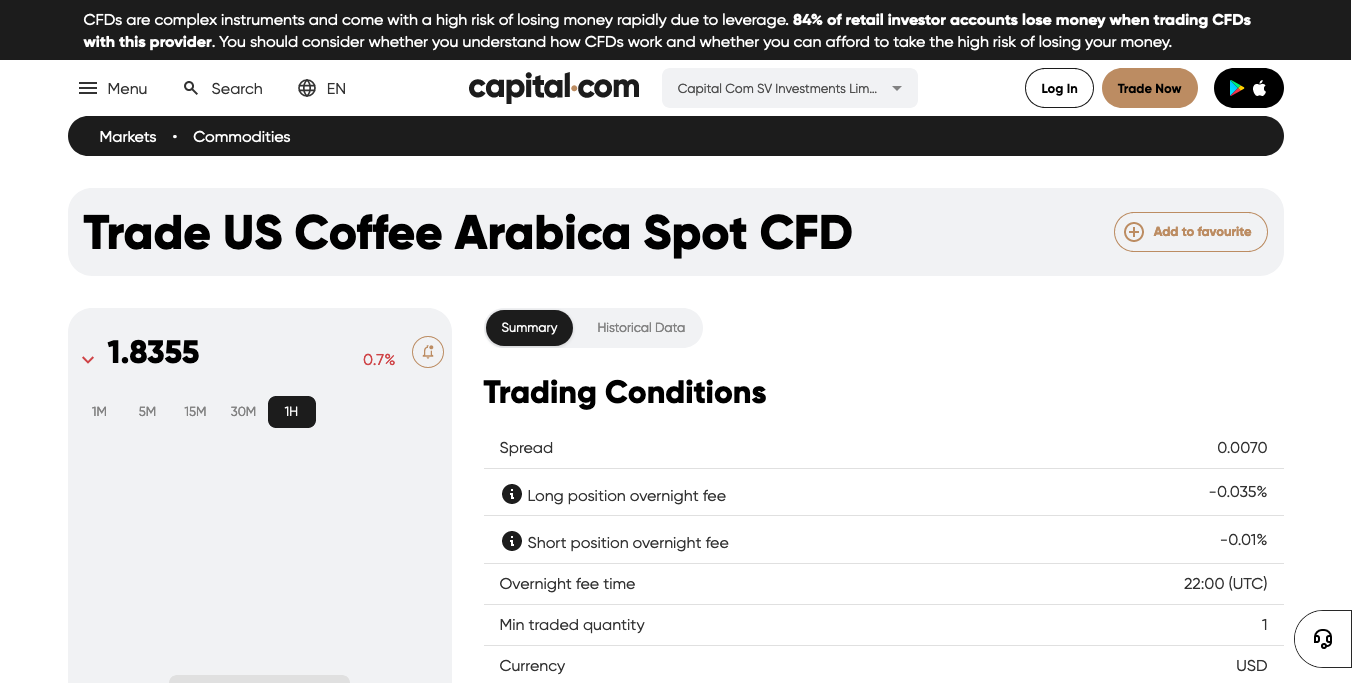 CFDs are complex instruments and come with a high risk of losing money rapidly due to leverage. 84% of retail investor accounts lose money when trading CFDs
with this provider. You should consider whether you understand how CFDs work and whether you can afford to take the high risk of losing your money.
Menu
Search
EN
capital.com
Capital Com SV Investments Lim...
Log In
Trade Now
Markets • Commodities
Trade US Coffee Arabica Spot CFD
Add to favourite
1.8355
0.7%
1M 5M 15M 30M 1H
Summary
Historical Data
Trading Conditions
Spread 0.0070
Long position overnight fee -0.035%
Short position overnight fee -0.01%
Overnight fee time 22:00 (UTC)
Min traded quantity 1
Currency USD